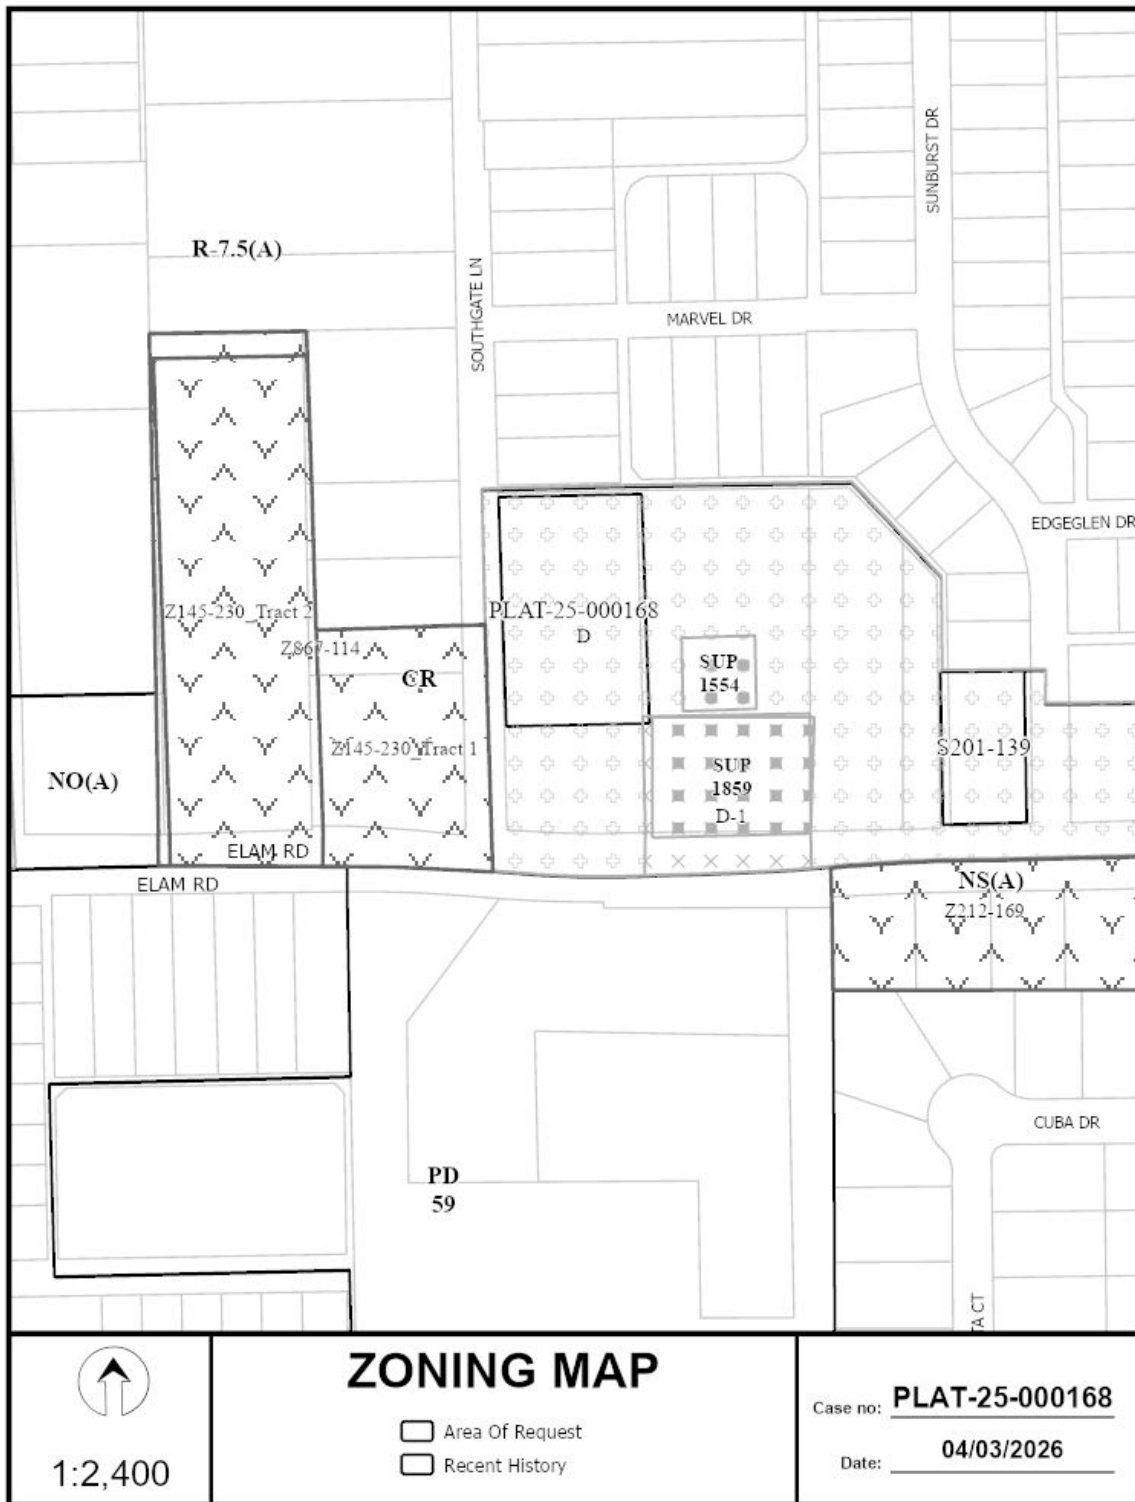 SUNBURST DR
R-7.5(A)
SOUTHGATE LN
MARVEL DR
EDGEGLEN DR
Z145-230_Tract 2
PLAT-25-000168
D
Z867-114
SUP
1554
CR
Z145-230_Tract 1
S201-139
NO(A)
SUP
1859
D-1
ELAM RD
ELAM RD
NS(A)
Z212-169
CUBA DR
PD
59
TA CT
ZONING MAP
Area Of Request
Recent History
1:2,400
Case no: PLAT-25-000168
Date: 04/03/2026